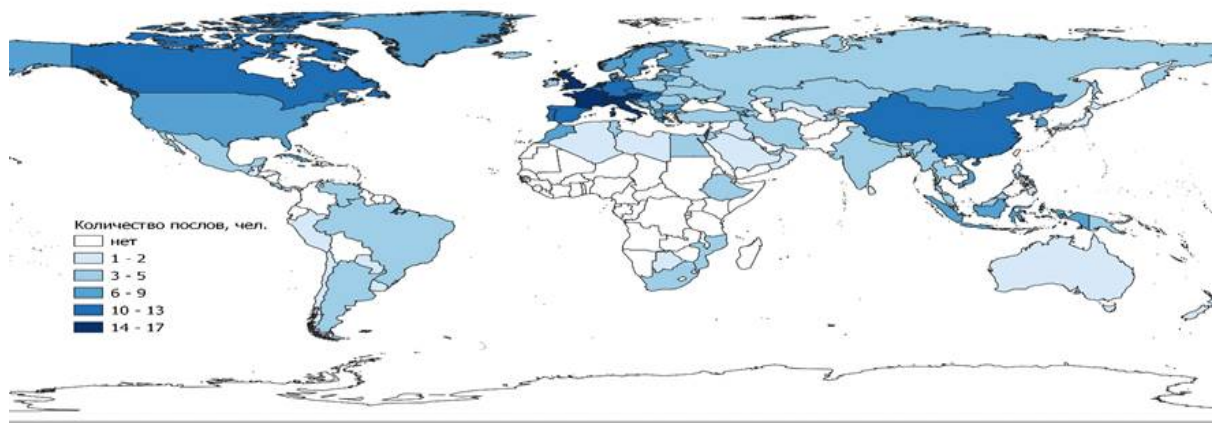 Количество послов, чел.
нет
1 - 2
3 - 5
6 - 9
10 - 13
14 - 17